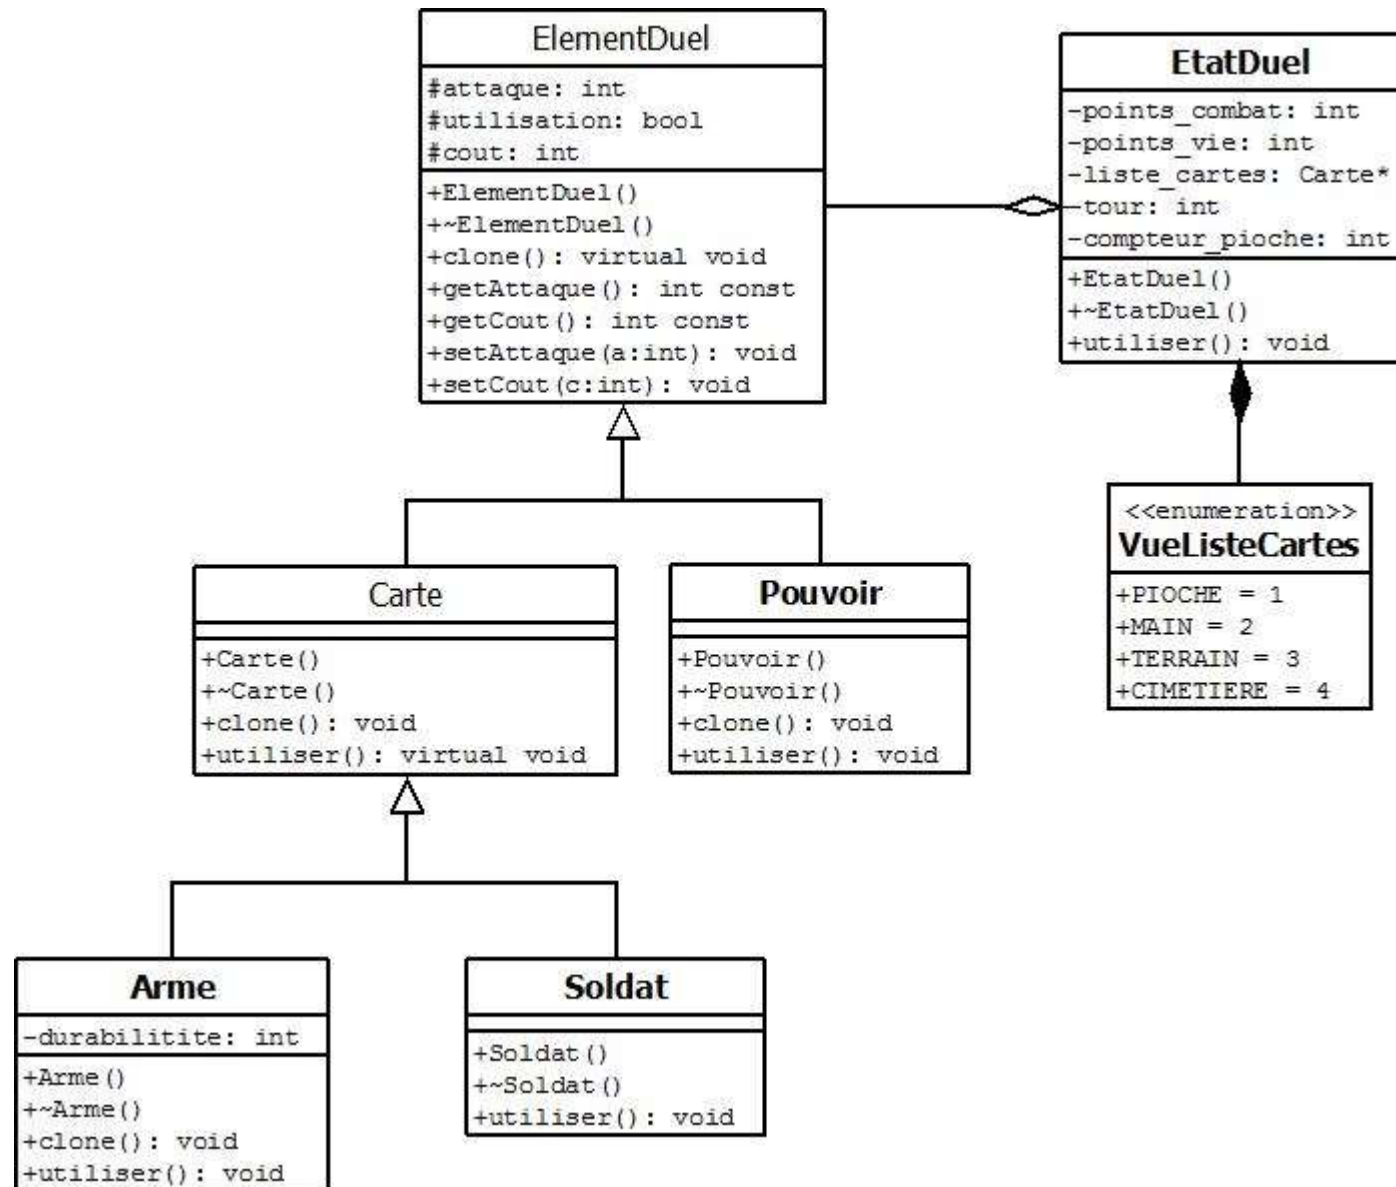 ElementDuel
#attaque: int
#utilisation: bool
#cout: int
+ElementDuel()
+~ElementDuel()
+clone(): virtual void
+getAttaque(): int const
+getCout(): int const
+setAttaque(a:int): void
+setCout(c:int): void
EtatDuel
-points_combat: int
-points_vie: int
-liste_cartes: Carte*
-tour: int
-compteur_pioche: int
+EtatDuel()
+~EtatDuel()
+utiliser(): void
<<enumeration>>
VueListeCartes
+PIOCHE = 1
+MAIN = 2
+TERRAIN = 3
+CIMETIERE = 4
Carte
+Carte()
+~Carte()
+clone(): void
+utiliser(): virtual void
Pouvoir
+Pouvoir()
+~Pouvoir()
+clone(): void
+utiliser(): void
Arme
-durabilitite: int
+Arme()
+~Arme()
+clone(): void
+utiliser(): void
Soldat
+Soldat()
+~Soldat()
+utiliser(): void